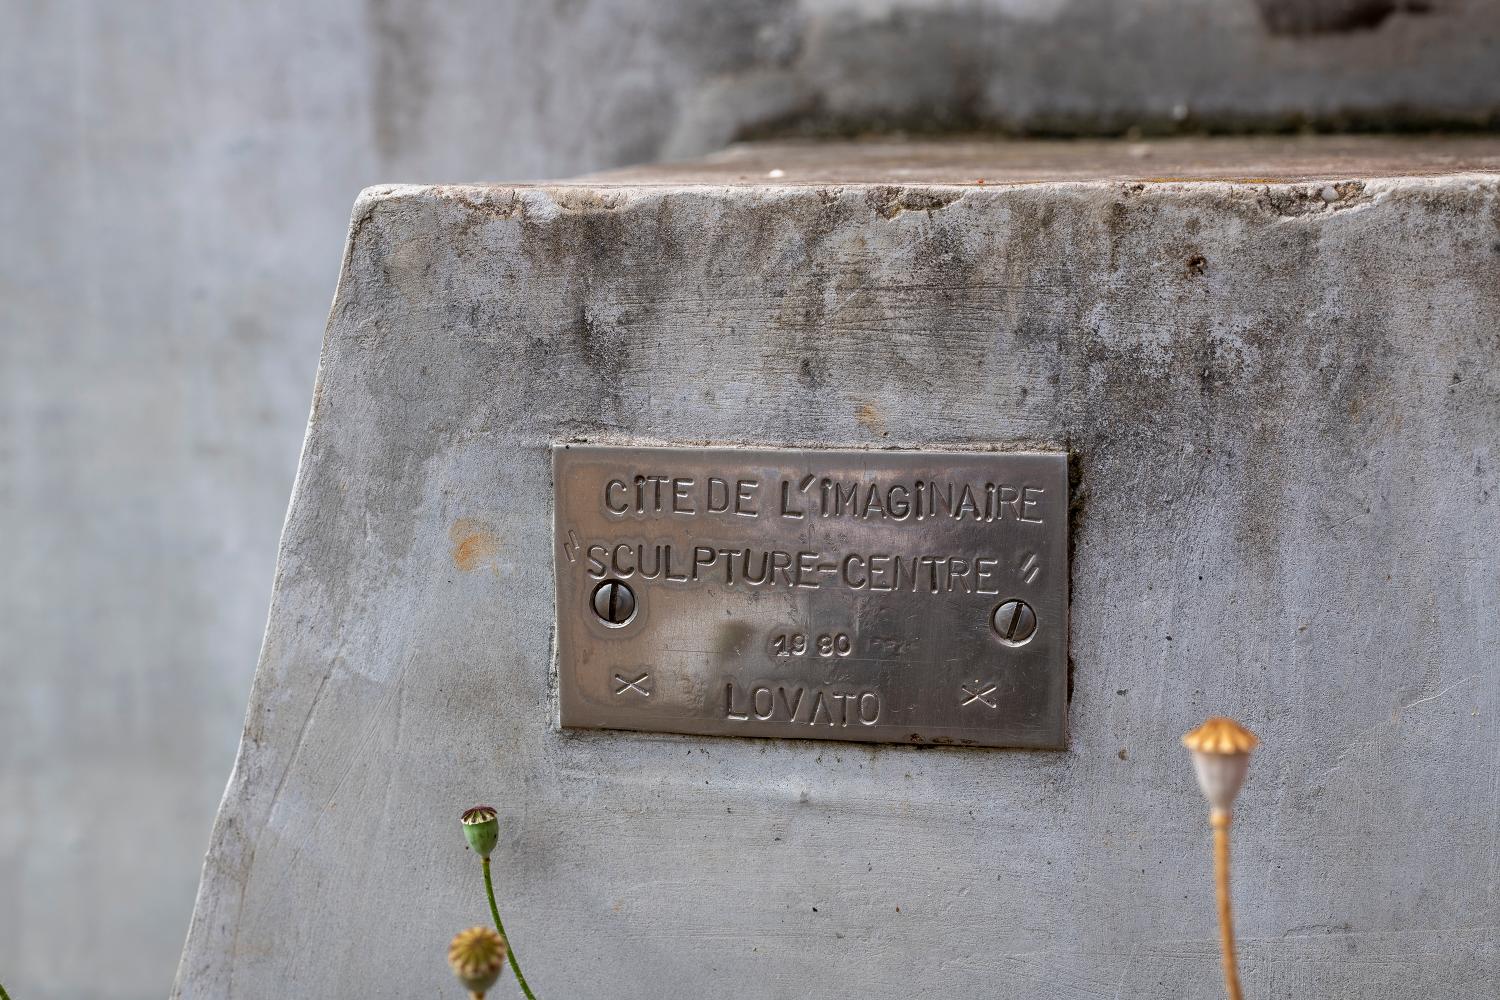 CiTE DE L'iMAGiNAiRE
"SCULPTURE-CENTRE"
1980
X LOVATO X